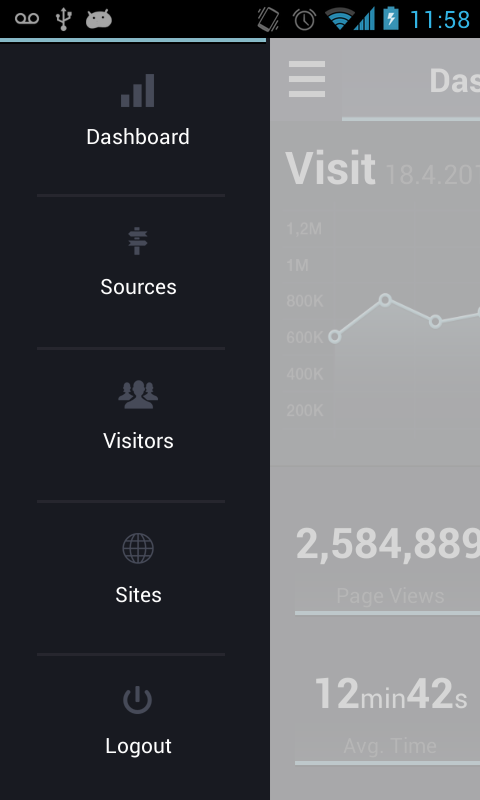 11:58
Dashboard
Sources
Visitors
Sites
Logout
Das
Visit 18.4.201
1,2M
1M
800K
600K
400K
200K
2,584,889
Page Views
12min42s
Avg. Time